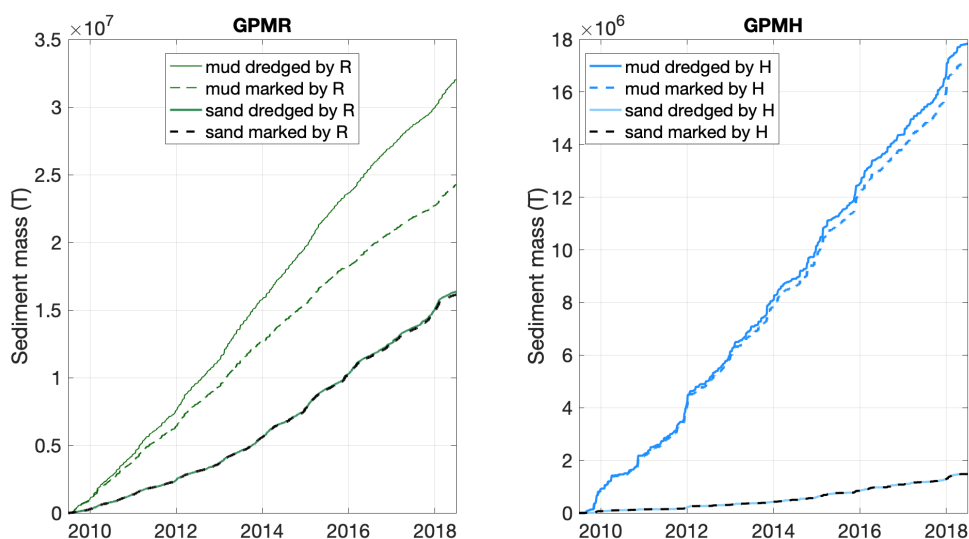 GPMR
×10⁷
3.5
3
2.5
2
1.5
1
0.5
0
Sediment mass (T)
mud dredged by R
mud marked by R
sand dredged by R
sand marked by R
2010 2012 2014 2016 2018
GPMH
×10⁶
18
16
14
12
10
8
6
4
2
0
Sediment mass (T)
mud dredged by H
mud marked by H
sand dredged by H
sand marked by H
2010 2012 2014 2016 2018